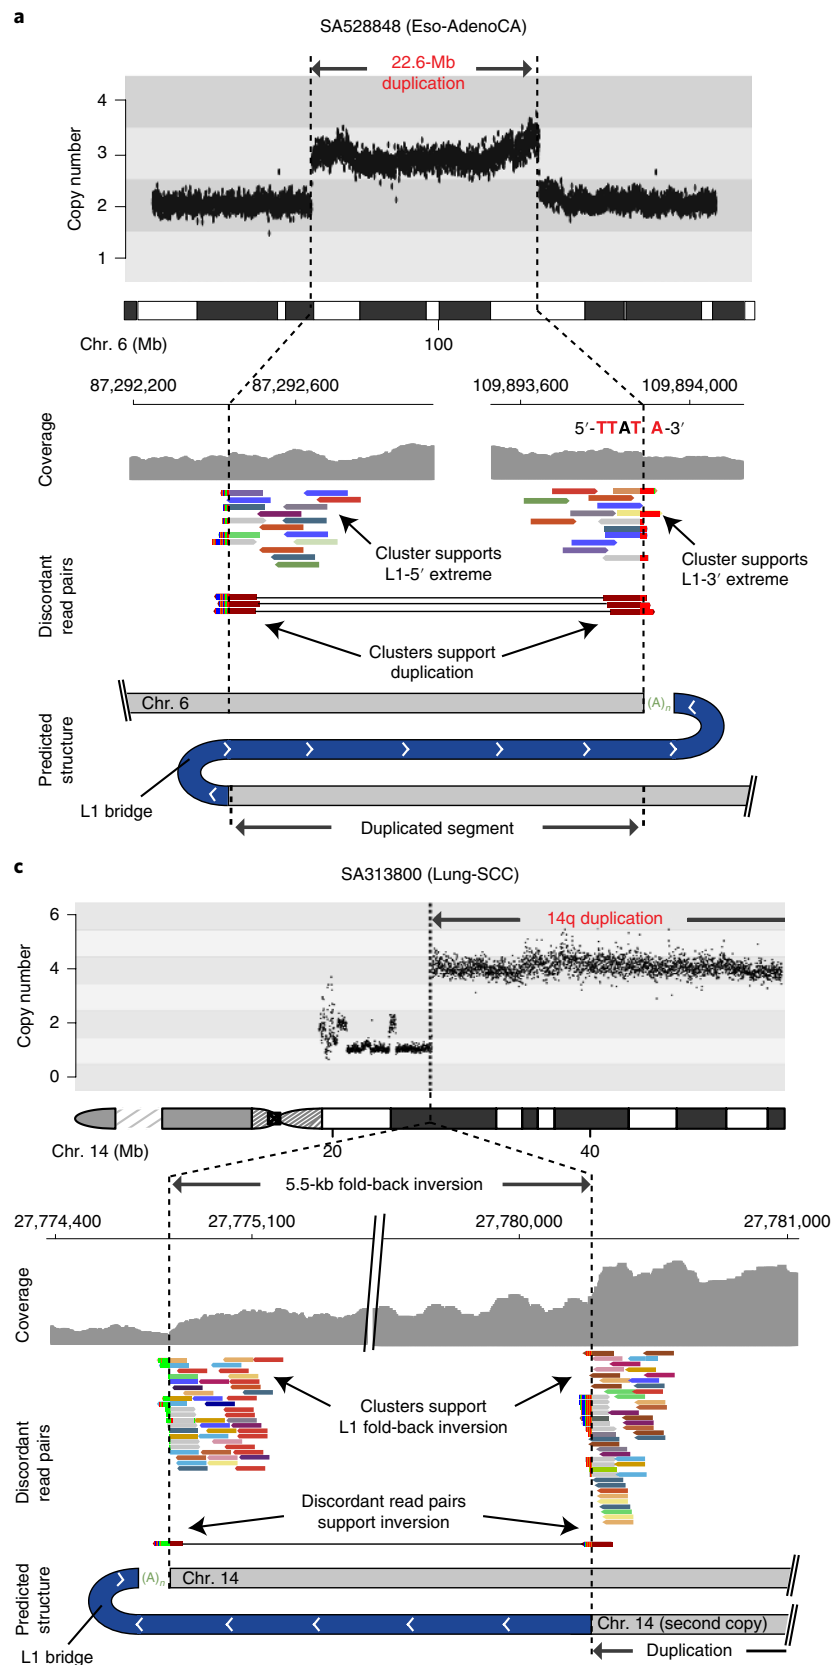 a
SA528848 (Eso-AdenoCA)
22.6-Mb
duplication
Copy number
4
3
2
1
Chr. 6 (Mb)
100
87,292,200
87,292,600
109,893,600
109,894,000
5′-TTAT A-3′
Coverage
Discordant
read pairs
Cluster supports
L1-5′ extreme
Cluster supports
L1-3′ extreme
Clusters support
duplication
Predicted
structure
Chr. 6
(A)n
L1 bridge
Duplicated segment
c
SA313800 (Lung-SCC)
14q duplication
Copy number
6
4
2
0
Chr. 14 (Mb)
20
40
5.5-kb fold-back inversion
27,774,400
27,775,100
27,780,000
27,781,000
Coverage
Discordant
read pairs
Clusters support
L1 fold-back inversion
Discordant read pairs
support inversion
Predicted
structure
(A)n
Chr. 14
Chr. 14 (second copy)
L1 bridge
Duplication